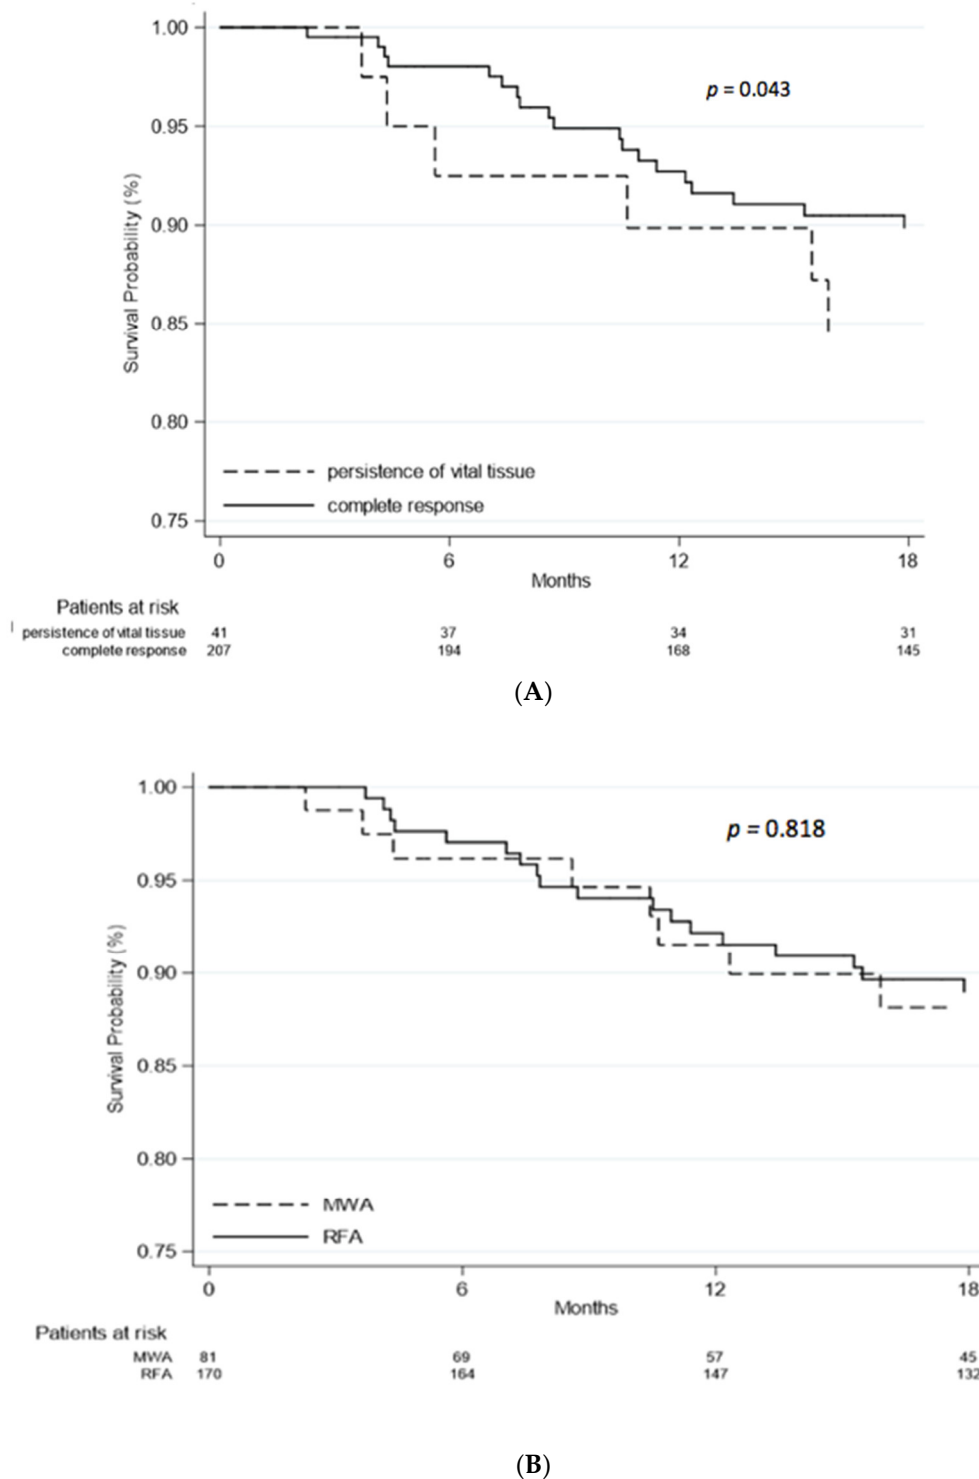 1.00
p = 0.043
0.95
0.90
Survival Probability (%)
0.85
0.80
persistence of vital tissue
complete response
0.75
0 6 12 18
Months
Patients at risk
persistence of vital tissue 41 37 34 31
complete response 207 194 168 145
(A)
1.00
p = 0.818
0.95
0.90
Survival Probability (%)
0.85
0.80
MWA
RFA
0.75
0 6 12 18
Months
Patients at risk
MWA 81 69 57 45
RFA 170 164 147 132
(B)